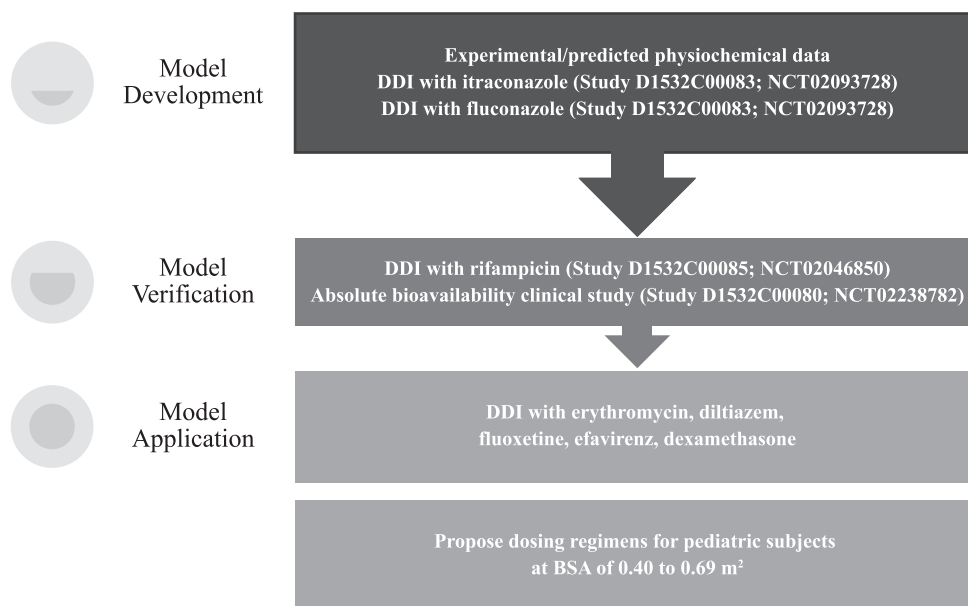 Model
Development
Experimental/predicted physiochemical data
DDI with itraconazole (Study D1532C00083; NCT02093728)
DDI with fluconazole (Study D1532C00083; NCT02093728)
Model
Verification
DDI with rifampicin (Study D1532C00085; NCT02046850)
Absolute bioavailability clinical study (Study D1532C00080; NCT02238782)
Model
Application
DDI with erythromycin, diltiazem,
fluoxetine, efavirenz, dexamethasone
Propose dosing regimens for pediatric subjects
at BSA of 0.40 to 0.69 m²